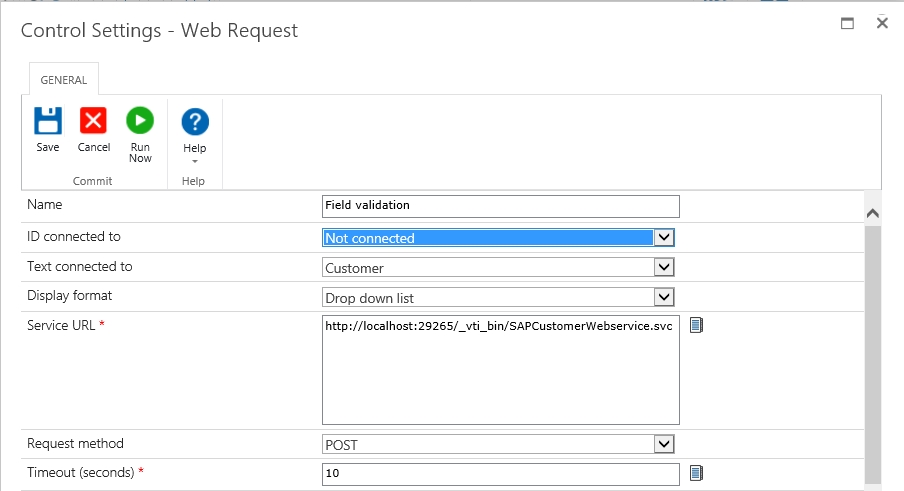 Control Settings - Web Request
GENERAL
Save
Cancel
Run
Now
Help
Commit
Help
Name
Field validation
ID connected to
Not connected
Text connected to
Customer
Display format
Drop down list
Service URL *
http://localhost:29265/_vti_bin/SAPCustomerWebservice.svc
Request method
POST
Timeout (seconds) *
10